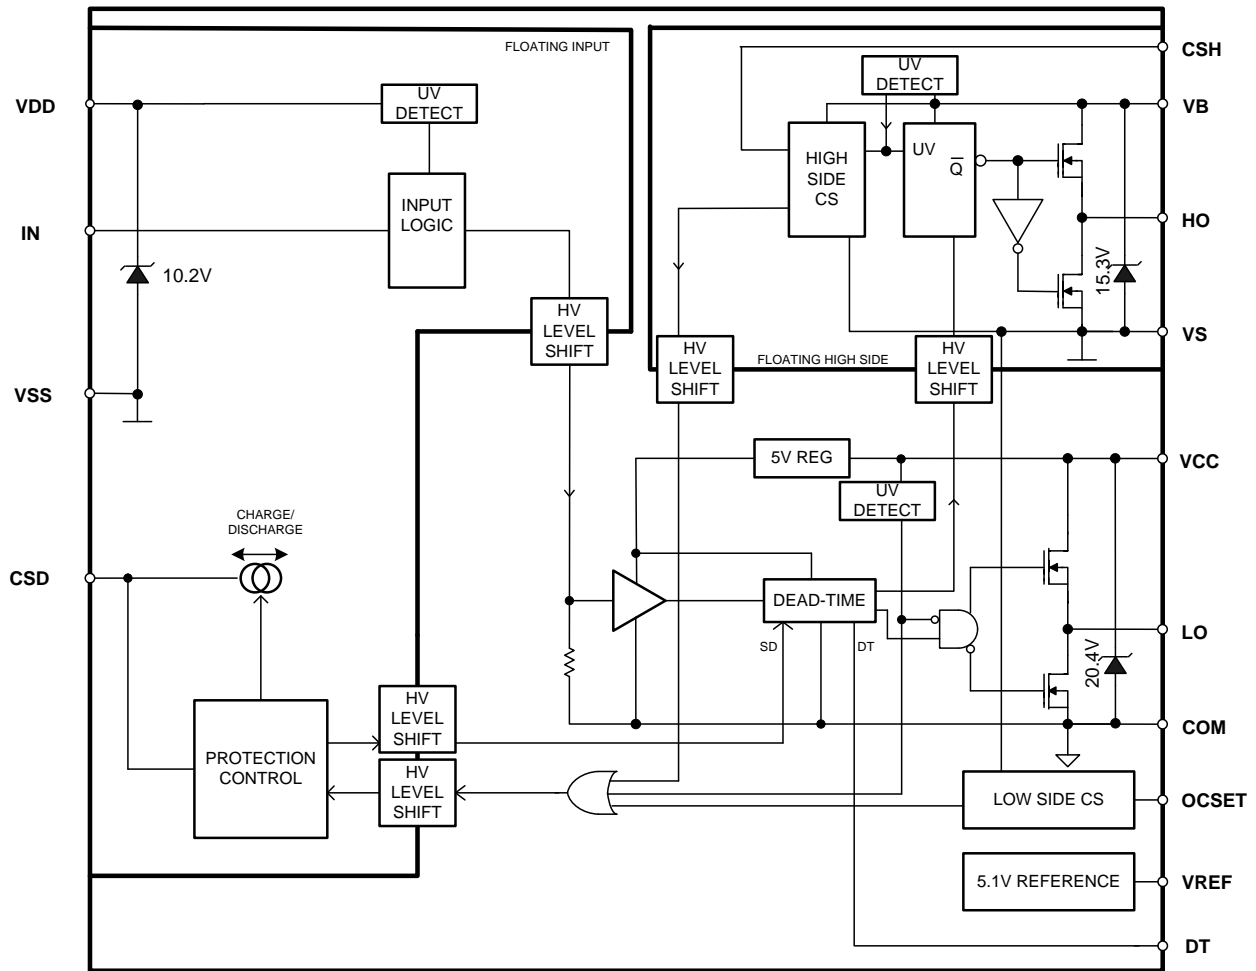 FLOATING INPUT
CSH
UV
DETECT
VDD
UV
DETECT
VB
HIGH
SIDE
CS
UV
Q̅
INPUT
LOGIC
IN
HO
10.2V
15.3V
HV
LEVEL
SHIFT
VS
HV
LEVEL
SHIFT
FLOATING HIGH SIDE
HV
LEVEL
SHIFT
VSS
5V REG
VCC
UV
DETECT
CHARGE/
DISCHARGE
CSD
DEAD-TIME
SD
DT
LO
20.4V
HV
LEVEL
SHIFT
COM
PROTECTION
CONTROL
HV
LEVEL
SHIFT
LOW SIDE CS
OCSET
5.1V REFERENCE
VREF
DT